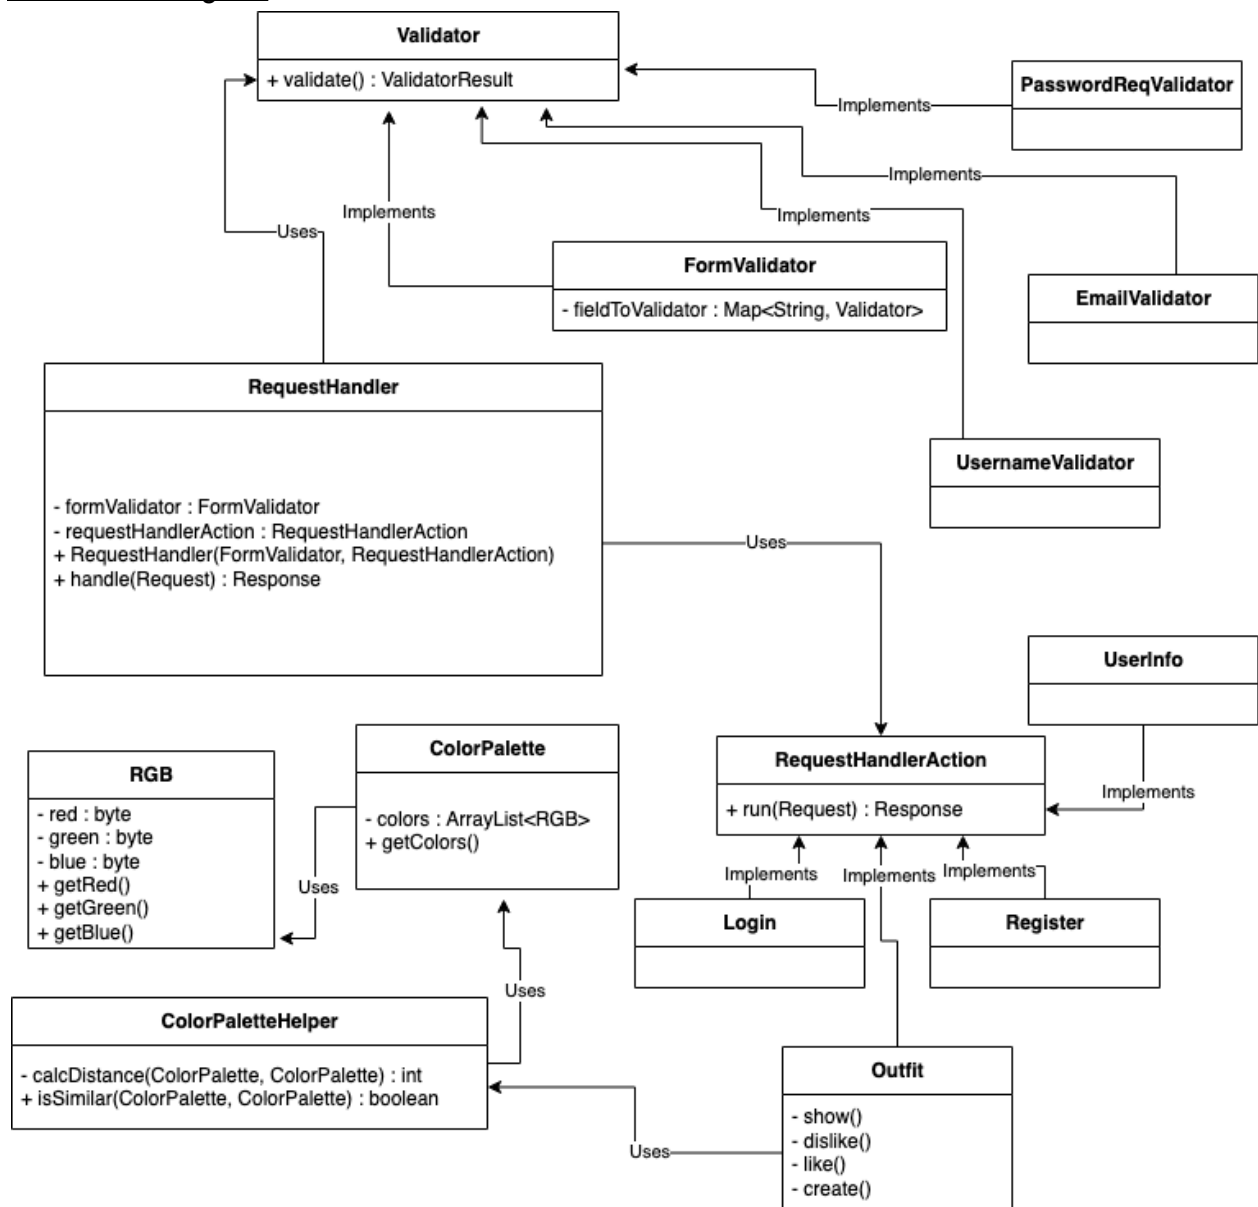 Validator
+ validate() : ValidatorResult
PasswordReqValidator
Implements
Implements
Implements
Implements
Uses
FormValidator
- fieldToValidator : Map<String, Validator>
EmailValidator
RequestHandler
- formValidator : FormValidator
- requestHandlerAction : RequestHandlerAction
+ RequestHandler(FormValidator, RequestHandlerAction)
+ handle(Request) : Response
UsernameValidator
Uses
UserInfo
RequestHandlerAction
+ run(Request) : Response
Implements
ColorPalette
- colors : ArrayList<RGB>
+ getColors()
RGB
- red : byte
- green : byte
- blue : byte
+ getRed()
+ getGreen()
+ getBlue()
Uses
Implements
Implements
Implements
Login
Register
Uses
ColorPaletteHelper
- calcDistance(ColorPalette, ColorPalette) : int
+ isSimilar(ColorPalette, ColorPalette) : boolean
Outfit
- show()
- dislike()
- like()
- create()
Uses